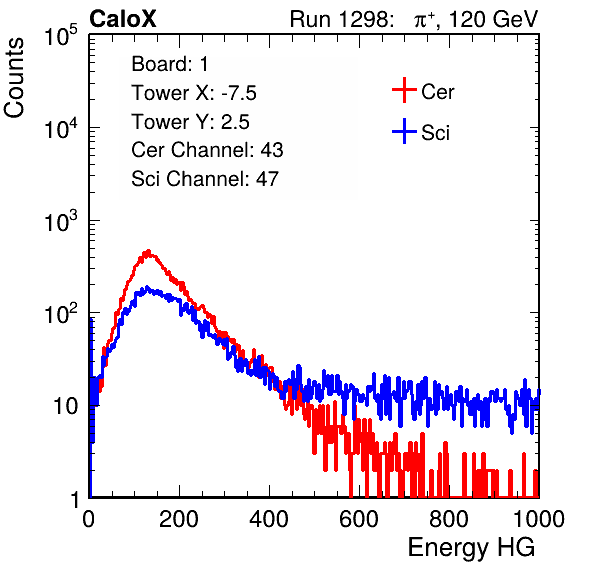 CaloX Run 1298: π⁺, 120 GeV
Counts
10⁵
10⁴
10³
10²
10
1
Board: 1
Tower X: -7.5
Tower Y: 2.5
Cer Channel: 43
Sci Channel: 47
Cer
Sci
0 200 400 600 800 1000
Energy HG